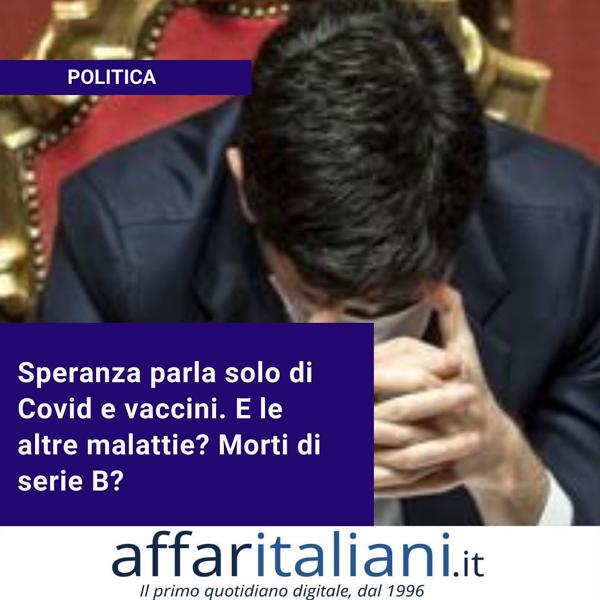 POLITICA
Speranza parla solo di
Covid e vaccini. E le
altre malattie? Morti di
serie B?
affaritaliani.it
Il primo quotidiano digitale, dal 1996